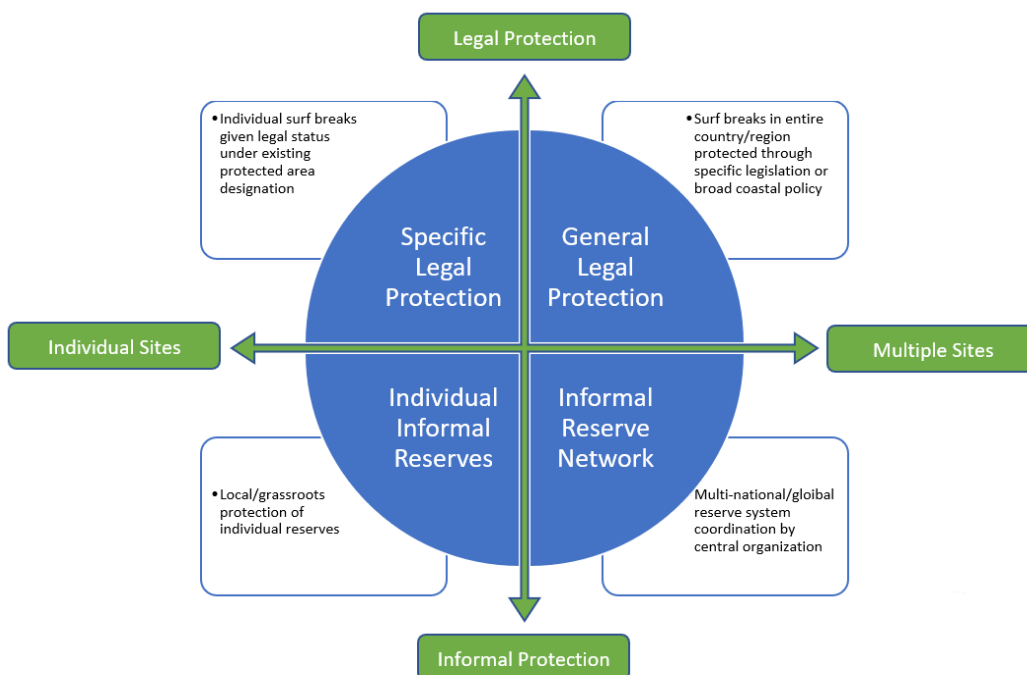 Legal Protection
•Individual surf breaks
given legal status
under existing
protected area
designation
•Surf breaks in entire
country/region
protected through
specific legislation or
broad coastal policy
Specific
Legal
Protection
General
Legal
Protection
Individual Sites
Multiple Sites
Individual
Informal
Reserves
Informal
Reserve
Network
•Local/grassroots
protection of
individual reserves
Multi-national/gloibal
reserve system
coordination by
central organization
Informal Protection